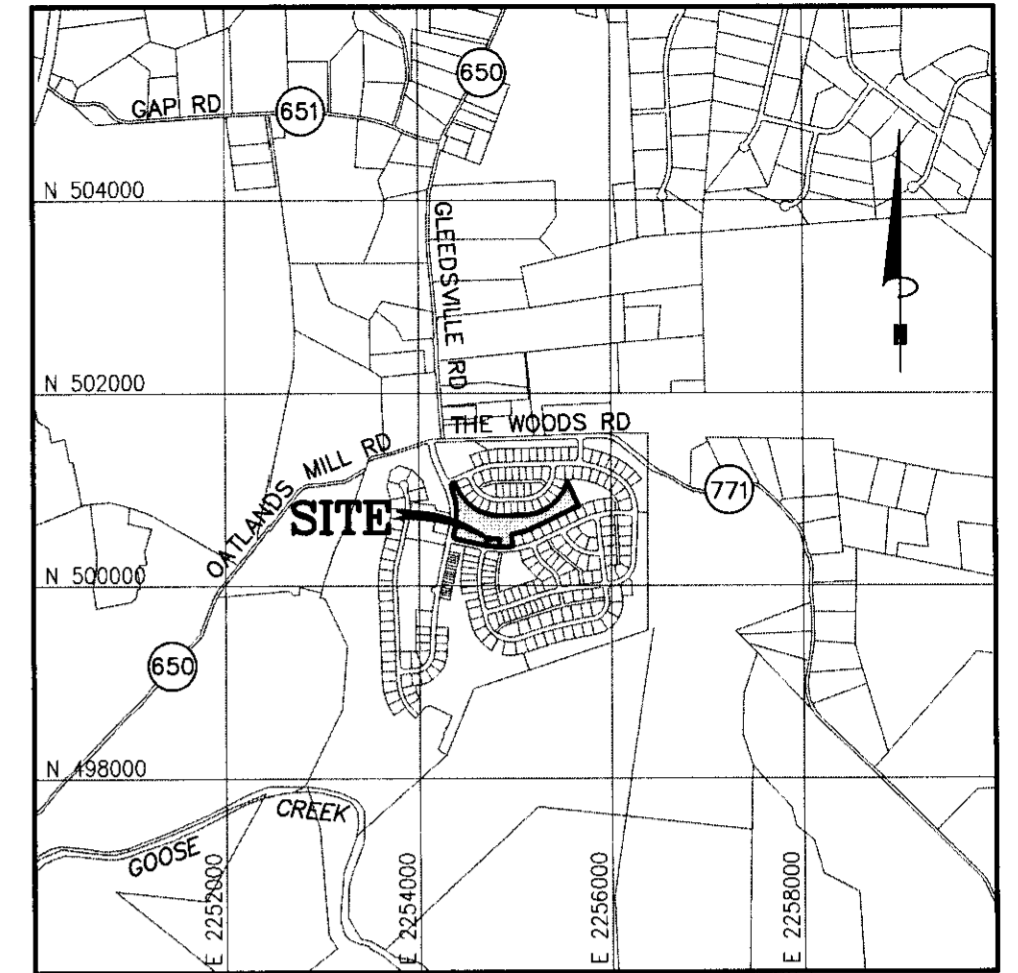 650
GAP RD
651
N 504000
GLEEDSVILLE RD
N
N 502000
THE WOODS RD
OATLANDS MILL RD
771
SITE
N 500000
650
N 498000
GOOSE CREEK
E 2252000
E 2254000
E 2256000
E 2258000